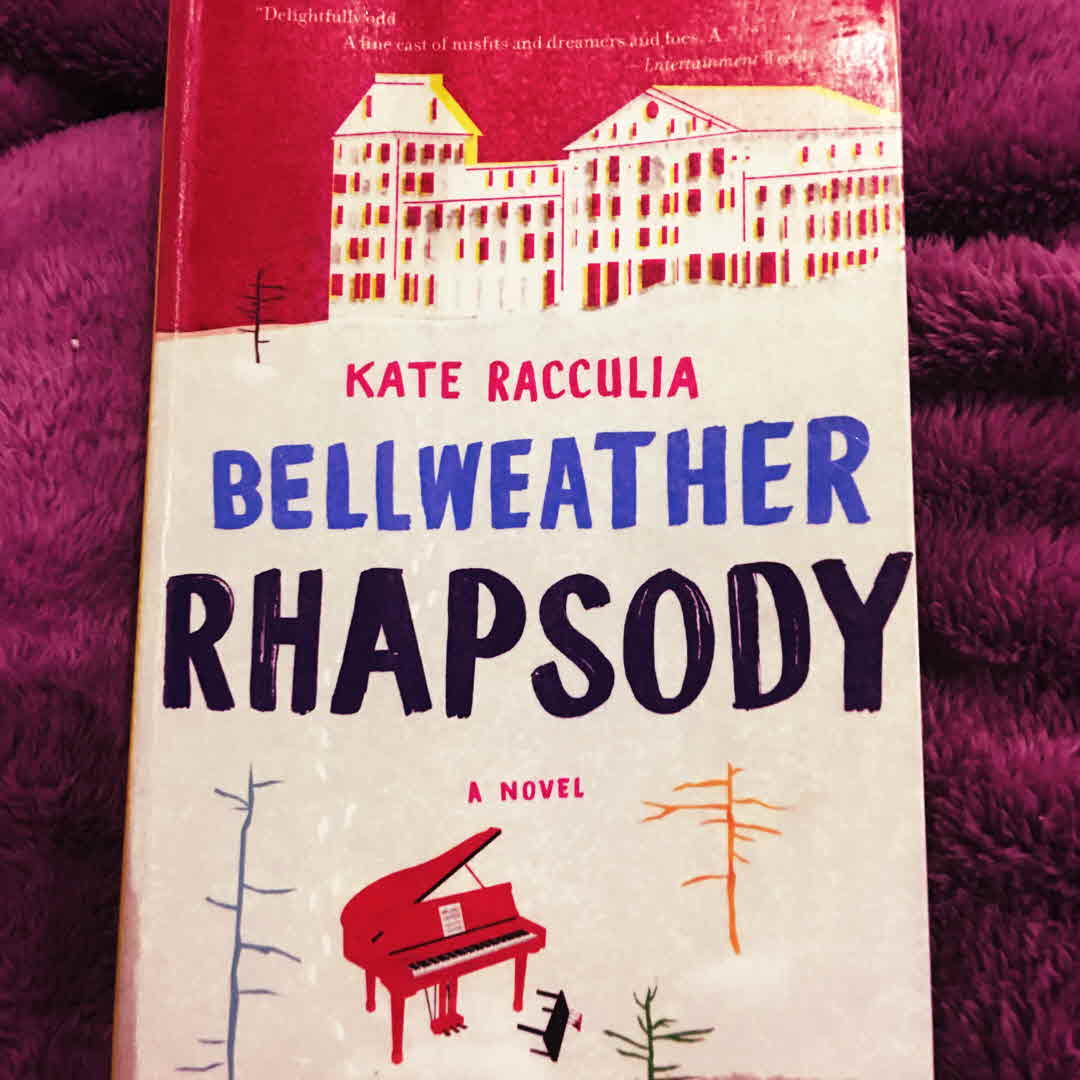 "Delightfully odd . . .
A fine cast of misfits and dreamers and foes. A."
—Entertainment Weekly
KATE RACCULIA
BELLWEATHER
RHAPSODY
A NOVEL